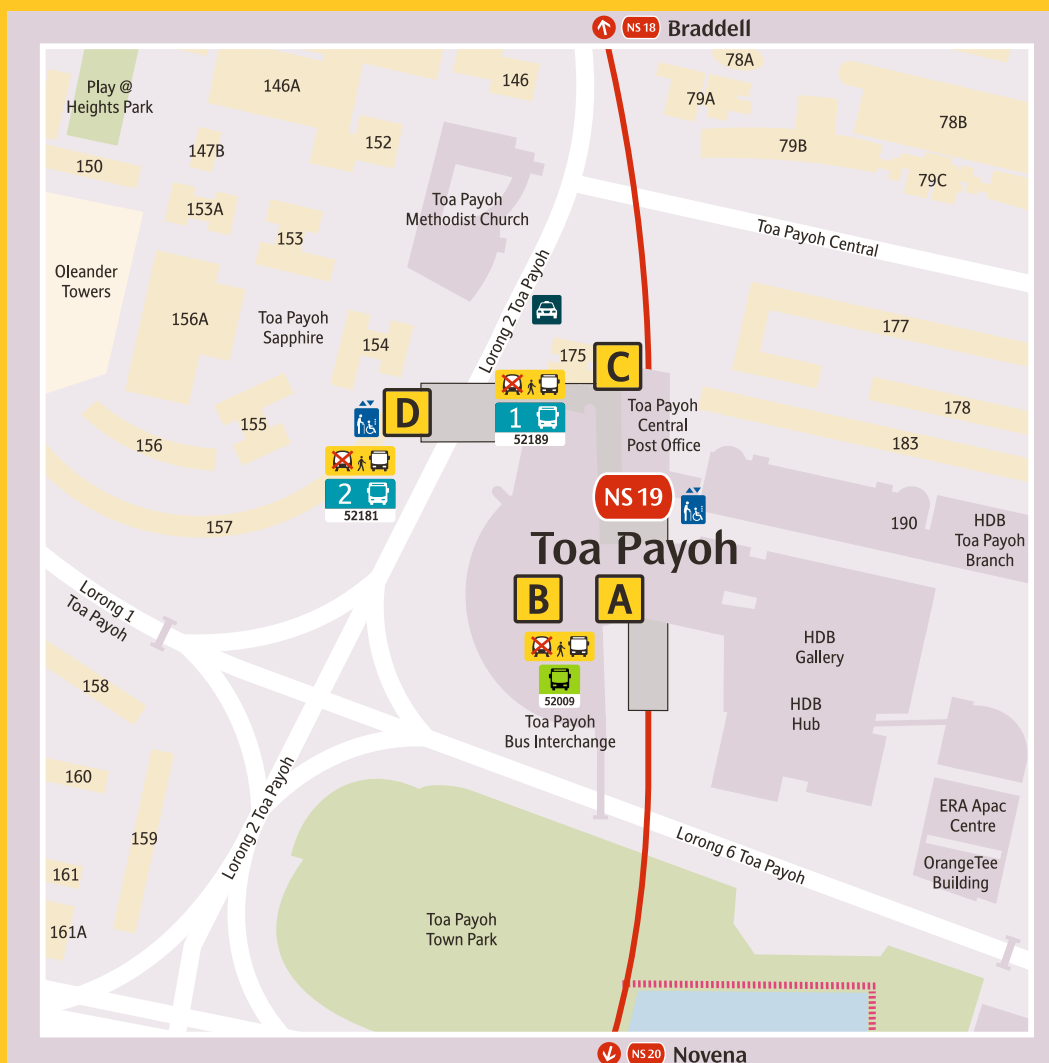 NS 18 Braddell
Play @
Heights Park
146A
146
78A
79A
78B
79B
79C
152
147B
150
153A
153
Toa Payoh
Methodist Church
Toa Payoh Central
Oleander
Towers
156A
Toa Payoh
Sapphire
154
Lorong 2 Toa Payoh
175
C
177
178
183
D
1
52189
Toa Payoh
Central
Post Office
155
156
2
52181
157
NS 19
Toa Payoh
190
HDB
Toa Payoh
Branch
B
A
52009
Toa Payoh
Bus Interchange
HDB
Gallery
HDB
Hub
Lorong 1
Toa Payoh
158
160
159
161
161A
Lorong 2 Toa Payoh
Lorong 6 Toa Payoh
ERA Apac
Centre
OrangeTee
Building
Toa Payoh
Town Park
NS 20 Novena